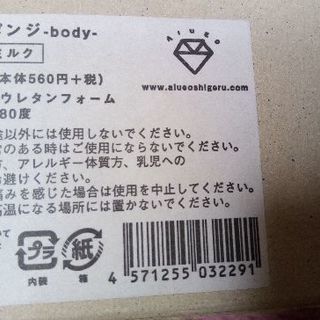 ンジ-body-
AIUEO
ミルク
www.aiueoshigeru.com
本体560円+税)
ウレタンフォーム
80度
以外には使用しないでください。
のある時はご使用にならないでください。
、アレルギー体質方、乳児への
避けください。
みを感じた場合は使用を中止してください。
高温になる場所には置かないでください。
プラ
紙
内装
箱
4 571255 032291